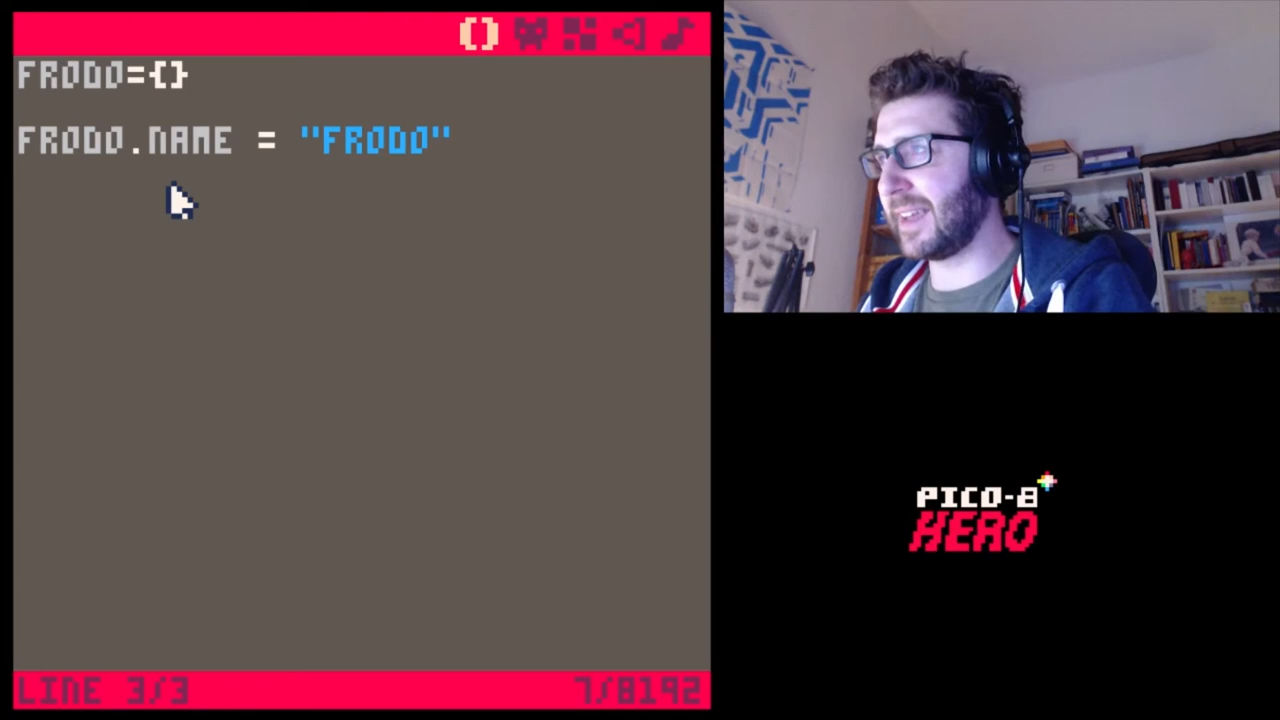 FRODO={}
FRODO.NAME = "FRODO"
LINE 3/3
7/8192
PICO-8
HERO